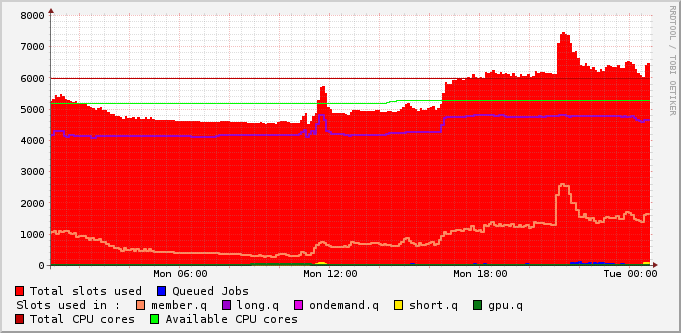 8000
7000
6000
5000
4000
3000
2000
1000
0
Mon 06:00 Mon 12:00 Mon 18:00 Tue 00:00
RRDTOOL / TOBI OETIKER
Total slots used Queued Jobs
Slots used in : member.q long.q ondemand.q short.q gpu.q
Total CPU cores Available CPU cores